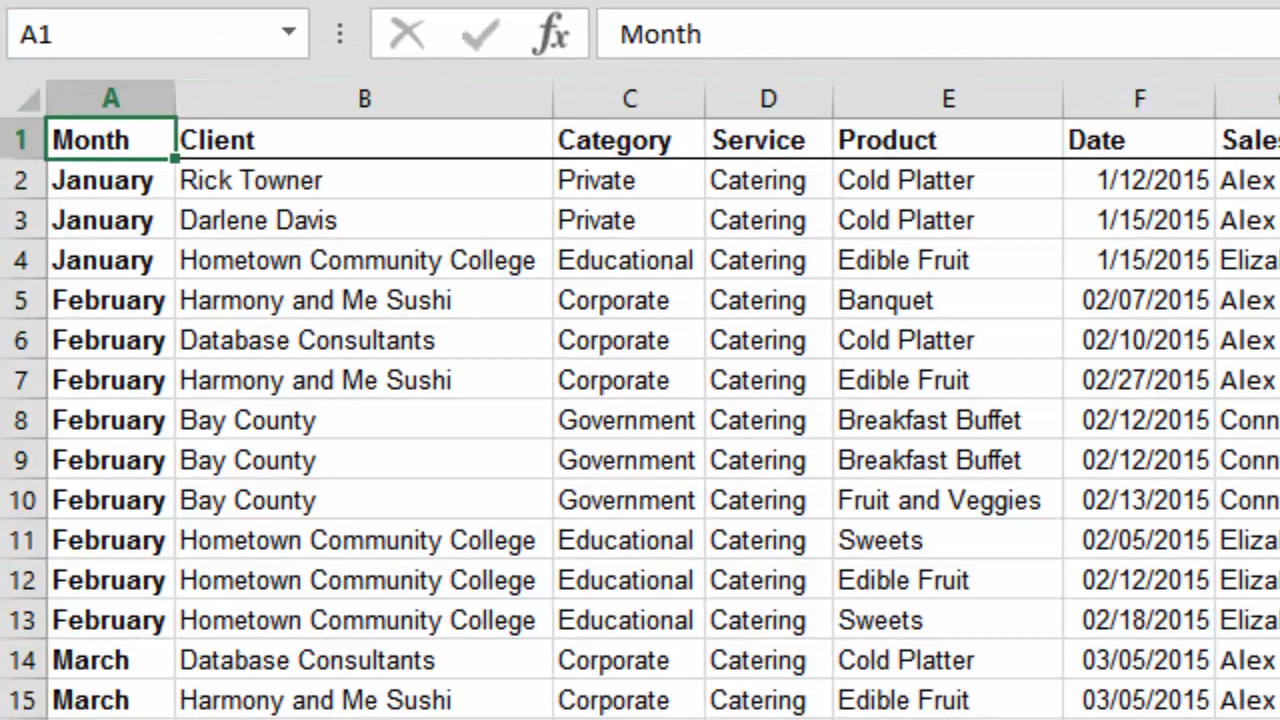 A1 fx Month
A B C D E F
1 Month Client Category Service Product Date
2 January Rick Towner Private Catering Cold Platter 1/12/2015 Alex
3 January Darlene Davis Private Catering Cold Platter 1/15/2015 Alex
4 January Hometown Community College Educational Catering Edible Fruit 1/15/2015
5 February Harmony and Me Sushi Corporate Catering Banquet 02/07/2015 Alex
6 February Database Consultants Corporate Catering Cold Platter 02/10/2015 Alex
7 February Harmony and Me Sushi Corporate Catering Edible Fruit 02/27/2015 Alex
8 February Bay County Government Catering Breakfast Buffet 02/12/2015
9 February Bay County Government Catering Breakfast Buffet 02/12/2015
10 February Bay County Government Catering Fruit and Veggies 02/13/2015
11 February Hometown Community College Educational Catering Sweets 02/05/2015
12 February Hometown Community College Educational Catering Edible Fruit 02/12/2015
13 February Hometown Community College Educational Catering Sweets 02/18/2015
14 March Database Consultants Corporate Catering Cold Platter 03/05/2015 Alex
15 March Harmony and Me Sushi Corporate Catering Edible Fruit 03/05/2015 Alex